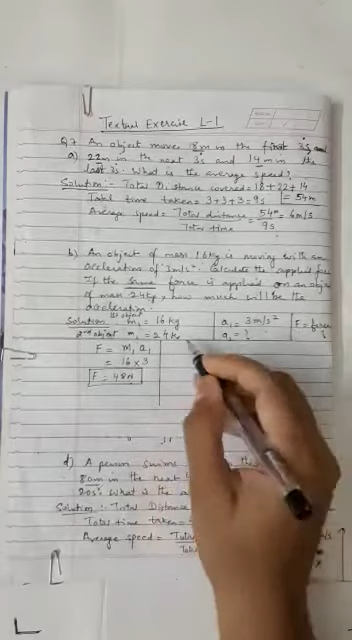 Textual Exercise L-1
Q7 An object moves 18m in the first 3s, and
a) 22m in the next 3s and 14m in the
last 3s. What is the average speed?
Solution:- Total Distance covered = 18+22+14
= 54m
Total time taken = 3+3+3 = 9s
Average speed = Total distance / Total time = 54m / 9s = 6m/s
b) An object of mass 16kg is moving with an
acceleration of 3m/s². Calculate the applied force
If the same force is applied on an object
of mass 24kg, how much will be the
acceleration.
Solution: 1st object m₁ = 16kg a₁ = 3m/s² F = force
2nd object = 24 a₂ = ? ?
F = m₁ a₁
= 16 × 3
F = 48N
d) A person swims
80m in the next
20s. What is the
Solution:- Total Distance
Total time taken =
Average speed =